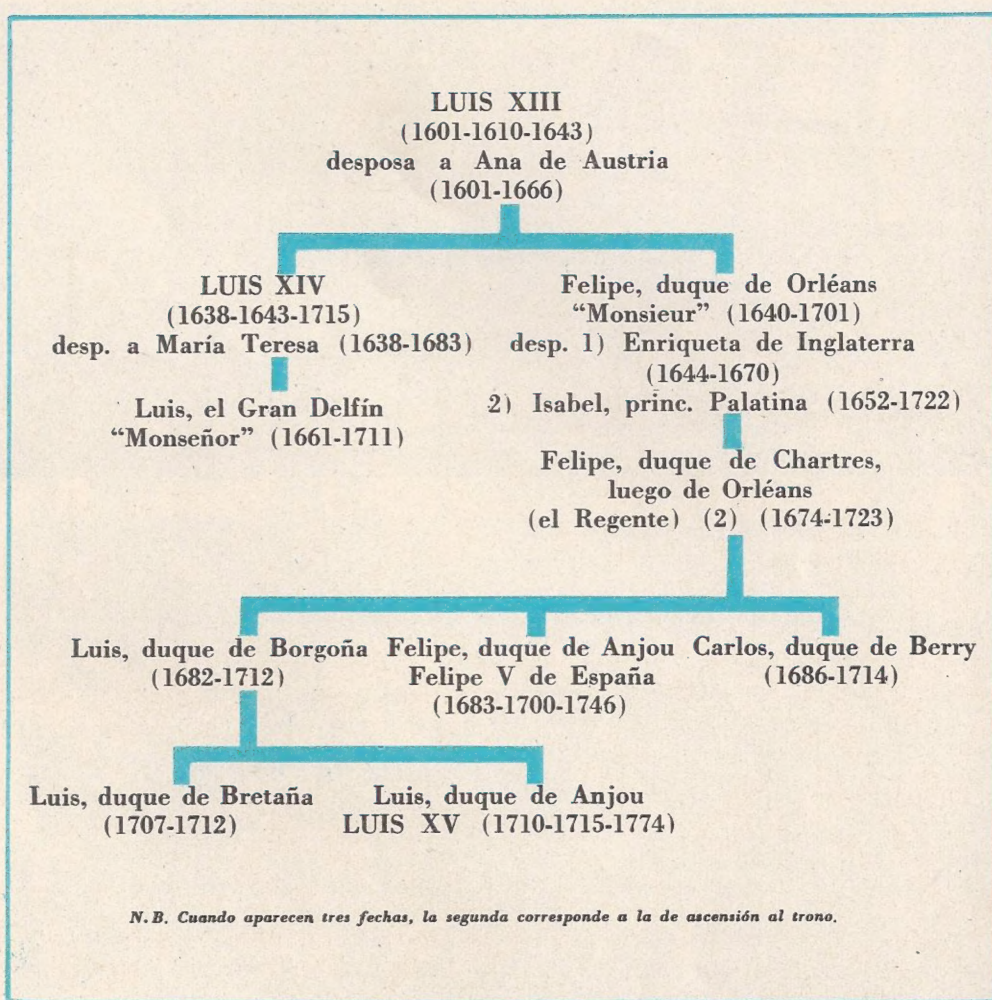 LUIS XIII
(1601-1610-1643)
desposa a Ana de Austria
(1601-1666)
LUIS XIV
(1638-1643-1715)
desp. a María Teresa (1638-1683)
Luis, el Gran Delfín
“Monseñor” (1661-1711)
Felipe, duque de Orléans
“Monsieur” (1640-1701)
desp. 1) Enriqueta de Inglaterra
(1644-1670)
2) Isabel, princ. Palatina (1652-1722)
Felipe, duque de Chartres,
luego de Orléans
(el Regente) (2) (1674-1723)
Luis, duque de Borgoña
(1682-1712)
Felipe, duque de Anjou
Felipe V de España
(1683-1700-1746)
Carlos, duque de Berry
(1686-1714)
Luis, duque de Bretaña
(1707-1712)
Luis, duque de Anjou
LUIS XV (1710-1715-1774)
N.B. Cuando aparecen tres fechas, la segunda corresponde a la de ascensión al trono.